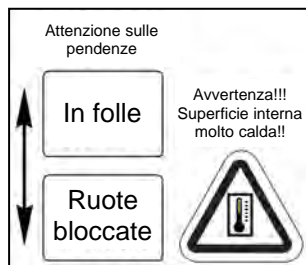 Attenzione sulle
pendenze
In folle
Ruote
bloccate
Avvertenza!!!
Superficie interna
molto calda!!